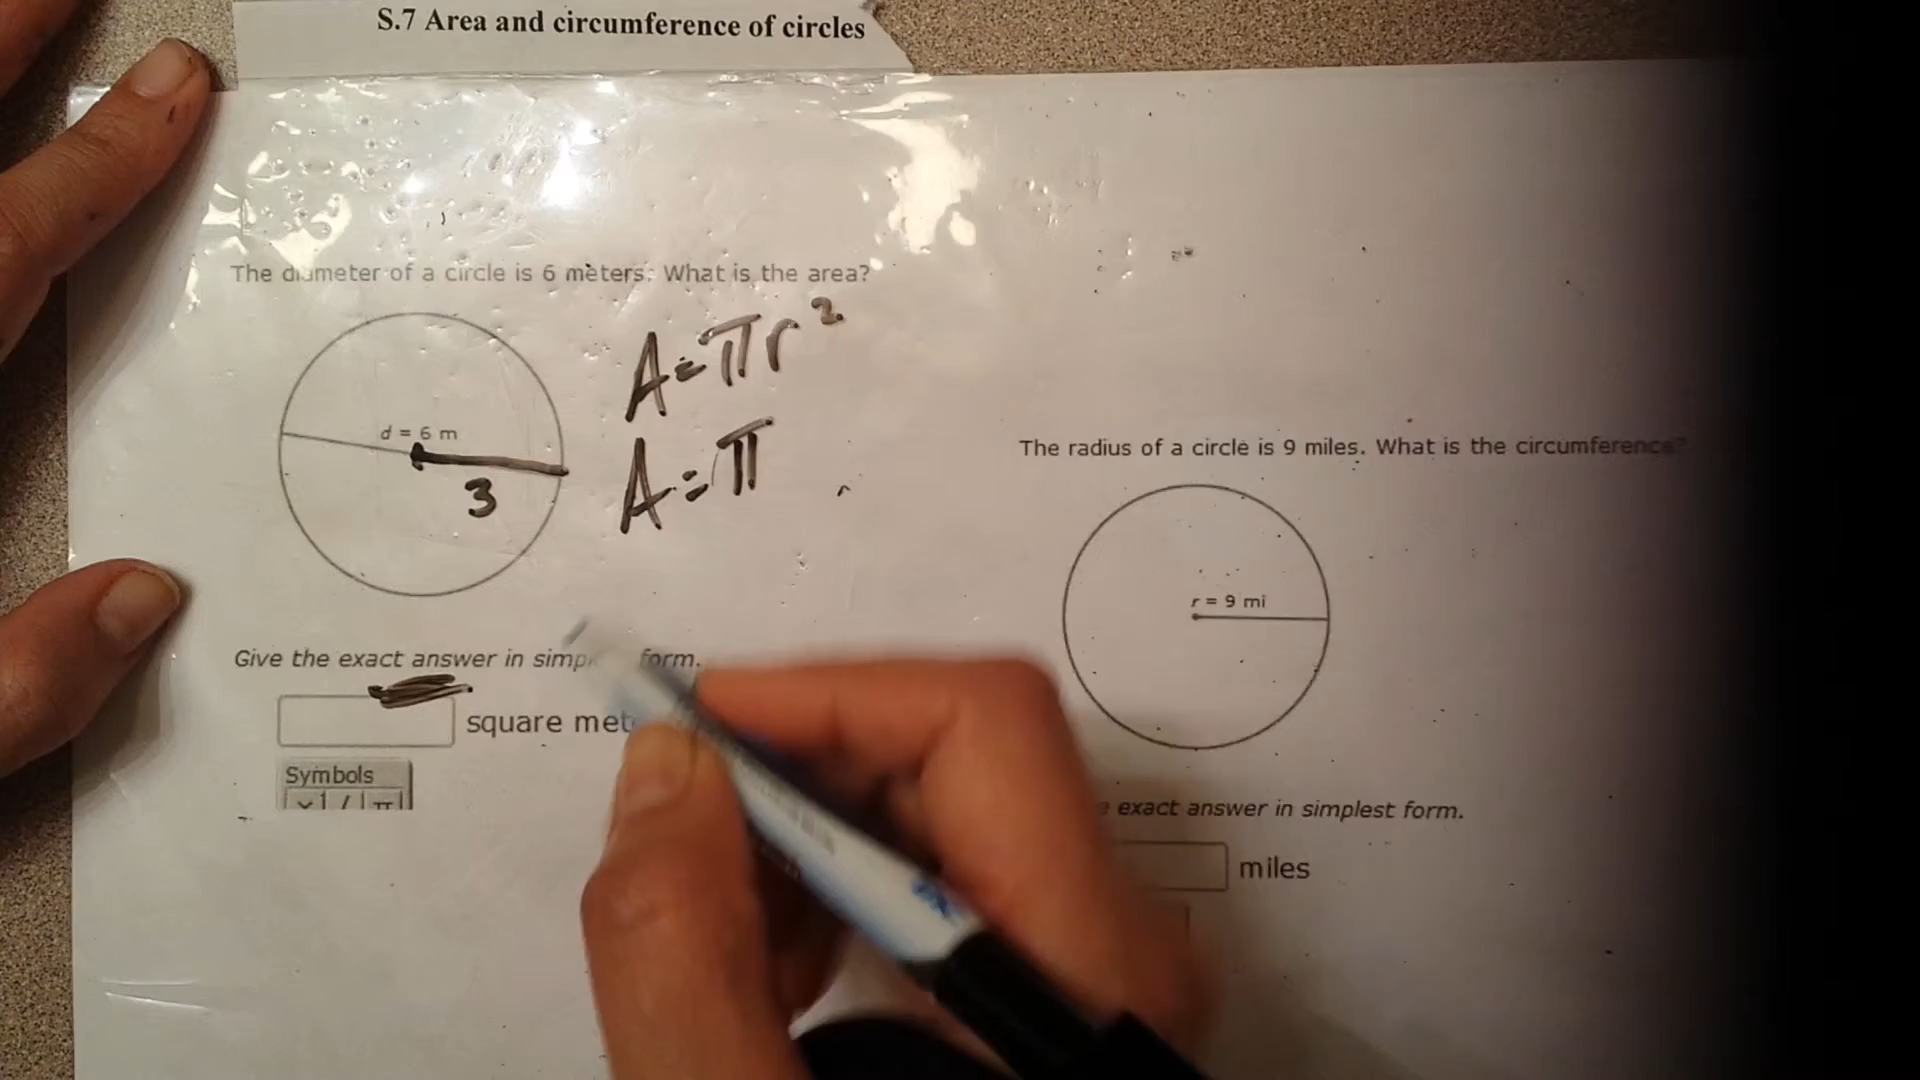 S.7 Area and circumference of circles
The diameter of a circle is 6 meters. What is the area?
A=πr²
d = 6 m
A=π
3
Give the exact answer in form.
square
Symbols
The radius of a circle is 9 miles. What is the circumference?
r = 9 mi
exact answer in simplest form.
miles